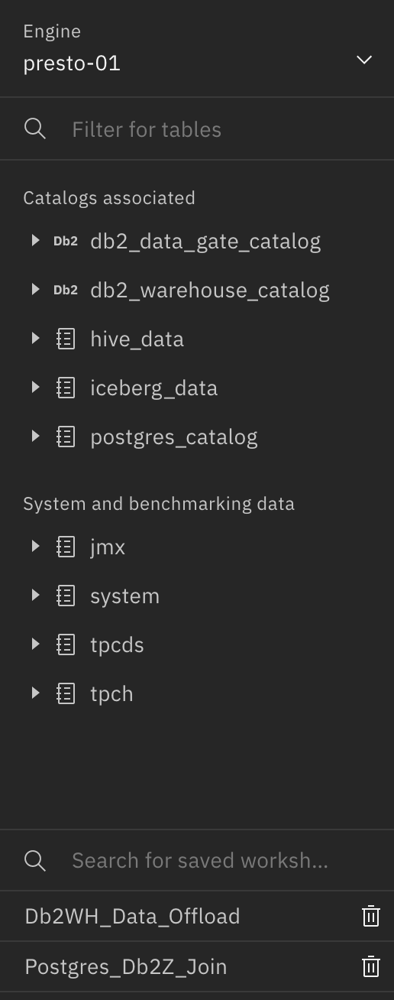 Engine
presto-01
Filter for tables
Catalogs associated
Db2 db2_data_gate_catalog
Db2 db2_warehouse_catalog
hive_data
iceberg_data
postgres_catalog
System and benchmarking data
jmx
system
tpcds
tpch
Search for saved worksh...
Db2WH_Data_Offload
Postgres_Db2Z_Join